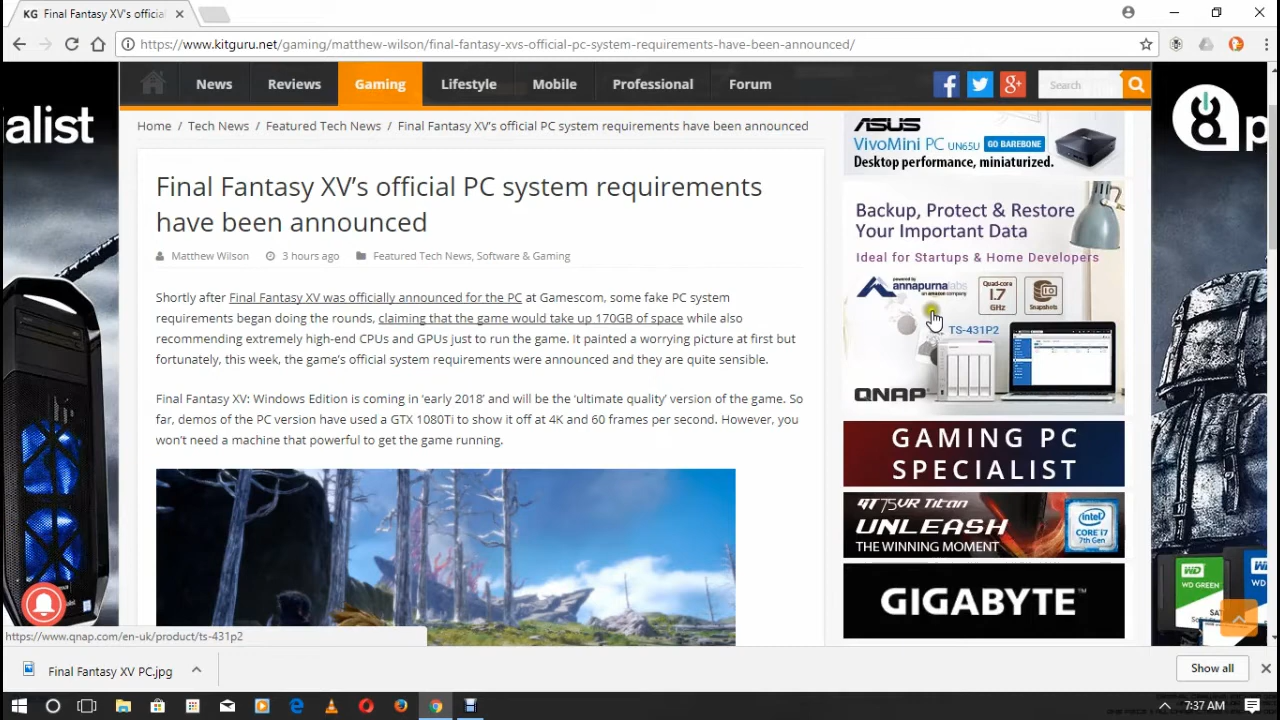 KG Final Fantasy XV's officia
https://www.kitguru.net/gaming/matthew-wilson/final-fantasy-xvs-official-pc-system-requirements-have-been-announced/
alist
News Reviews Gaming Lifestyle Mobile Professional Forum
Search
Home / Tech News / Featured Tech News / Final Fantasy XV's official PC system requirements have been announced
Final Fantasy XV's official PC system requirements
have been announced
Matthew Wilson 3 hours ago Featured Tech News, Software & Gaming
Shortly after Final Fantasy XV was officially announced for the PC at Gamescom, some fake PC system
requirements began doing the rounds, claiming that the game would take up 170GB of space while also
recommending extremely high-end CPUs and GPUs just to run the game. It painted a worrying picture at first but
fortunately, this week, the game's official system requirements were announced and they are quite sensible.
Final Fantasy XV: Windows Edition is coming in 'early 2018' and will be the 'ultimate quality' version of the game. So
far, demos of the PC version have used a GTX 1080Ti to show it off at 4K and 60 frames per second. However, you
won't need a machine that powerful to get the game running.
ASUS
VivoMini PC UN65U GO BAREBONE
Desktop performance, miniaturized.
Backup, Protect & Restore
Your Important Data
Ideal for Startups & Home Developers
powered by
annapurnalabs
an amazon company
Quad-core
1.7
GHz
Snapshots
TS-431P2
QNAP
GAMING PC
SPECIALIST
GT75VR Titan
UNLEASH
THE WINNING MOMENT
intel
CORE i7
7th Gen
GIGABYTE™
8p
WD
WD GREEN
SAT
WD
https://www.qnap.com/en-uk/product/ts-431p2
Final Fantasy XV PC.jpg
Show all
7:37 AM